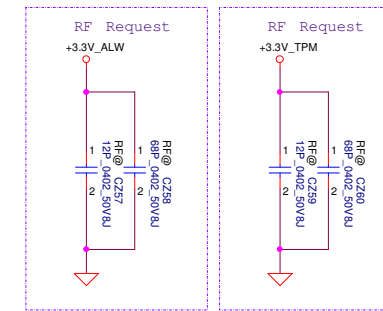 RF Request
+3.3V_ALW
1
2
RF@ CZ57
12P_0402_50V8J
1
2
RF@ CZ58
68P_0402_50V8J
RF Request
+3.3V_TPM
1
2
RF@ CZ59
12P_0402_50V8J
1
2
RF@ CZ60
68P_0402_50V8J